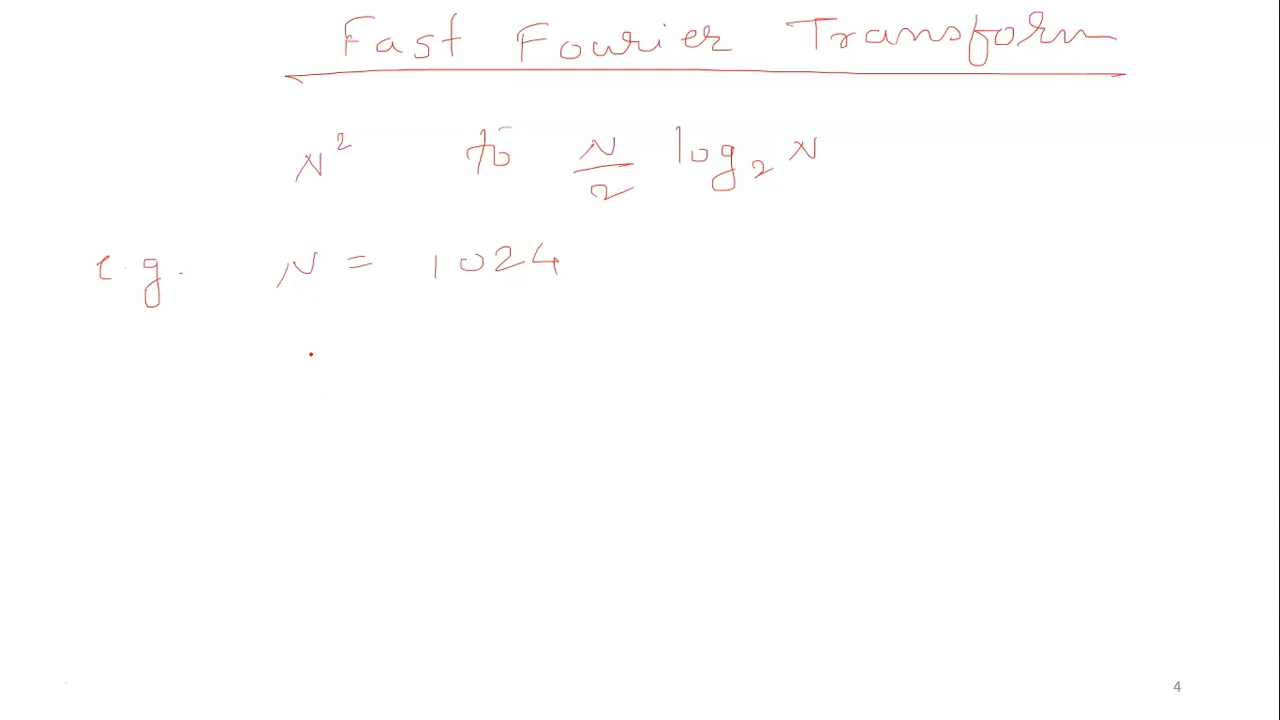 Fast Fourier Transform
N² to N/2 log₂ N
e.g. N = 1024
4